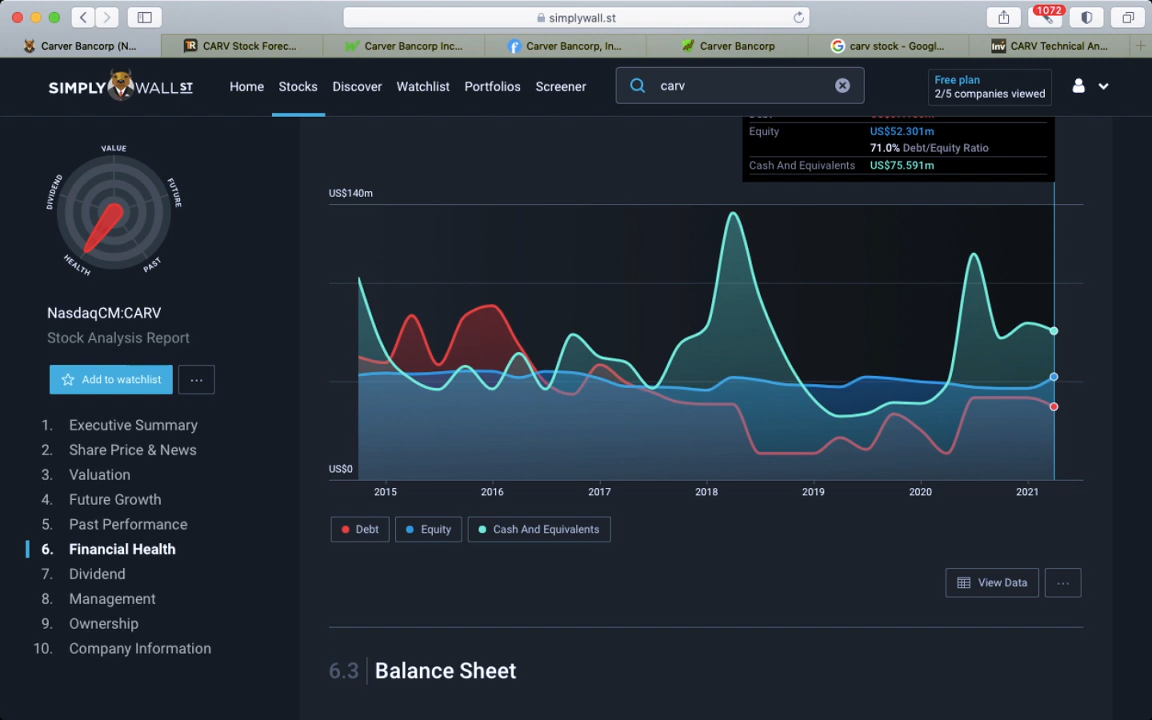 simplywall.st
1072
Carver Bancorp (N...
CARV Stock Forec...
Carver Bancorp Inc...
Carver Bancorp, In...
Carver Bancorp
carv stock - Googl...
CARV Technical An...
SIMPLY WALL ST
Home
Stocks
Discover
Watchlist
Portfolios
Screener
carv
Free plan
2/5 companies viewed
VALUE
FUTURE
PAST
HEALTH
DIVIDEND
NasdaqCM:CARV
Stock Analysis Report
Add to watchlist
...
1. Executive Summary
2. Share Price & News
3. Valuation
4. Future Growth
5. Past Performance
6. Financial Health
7. Dividend
8. Management
9. Ownership
10. Company Information
Equity US$52.301m
71.0% Debt/Equity Ratio
Cash And Equivalents US$75.591m
US$140m
US$0
2015 2016 2017 2018 2019 2020 2021
Debt
Equity
Cash And Equivalents
View Data
...
6.3 Balance Sheet